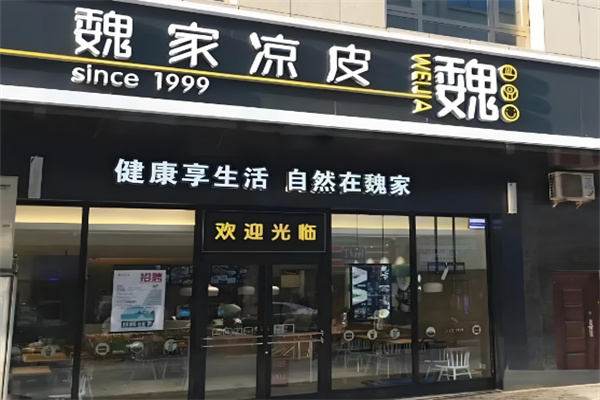 魏家凉皮
since 1999
WEIJIA
魏
健康享生活 自然在魏家
欢迎光临
招聘